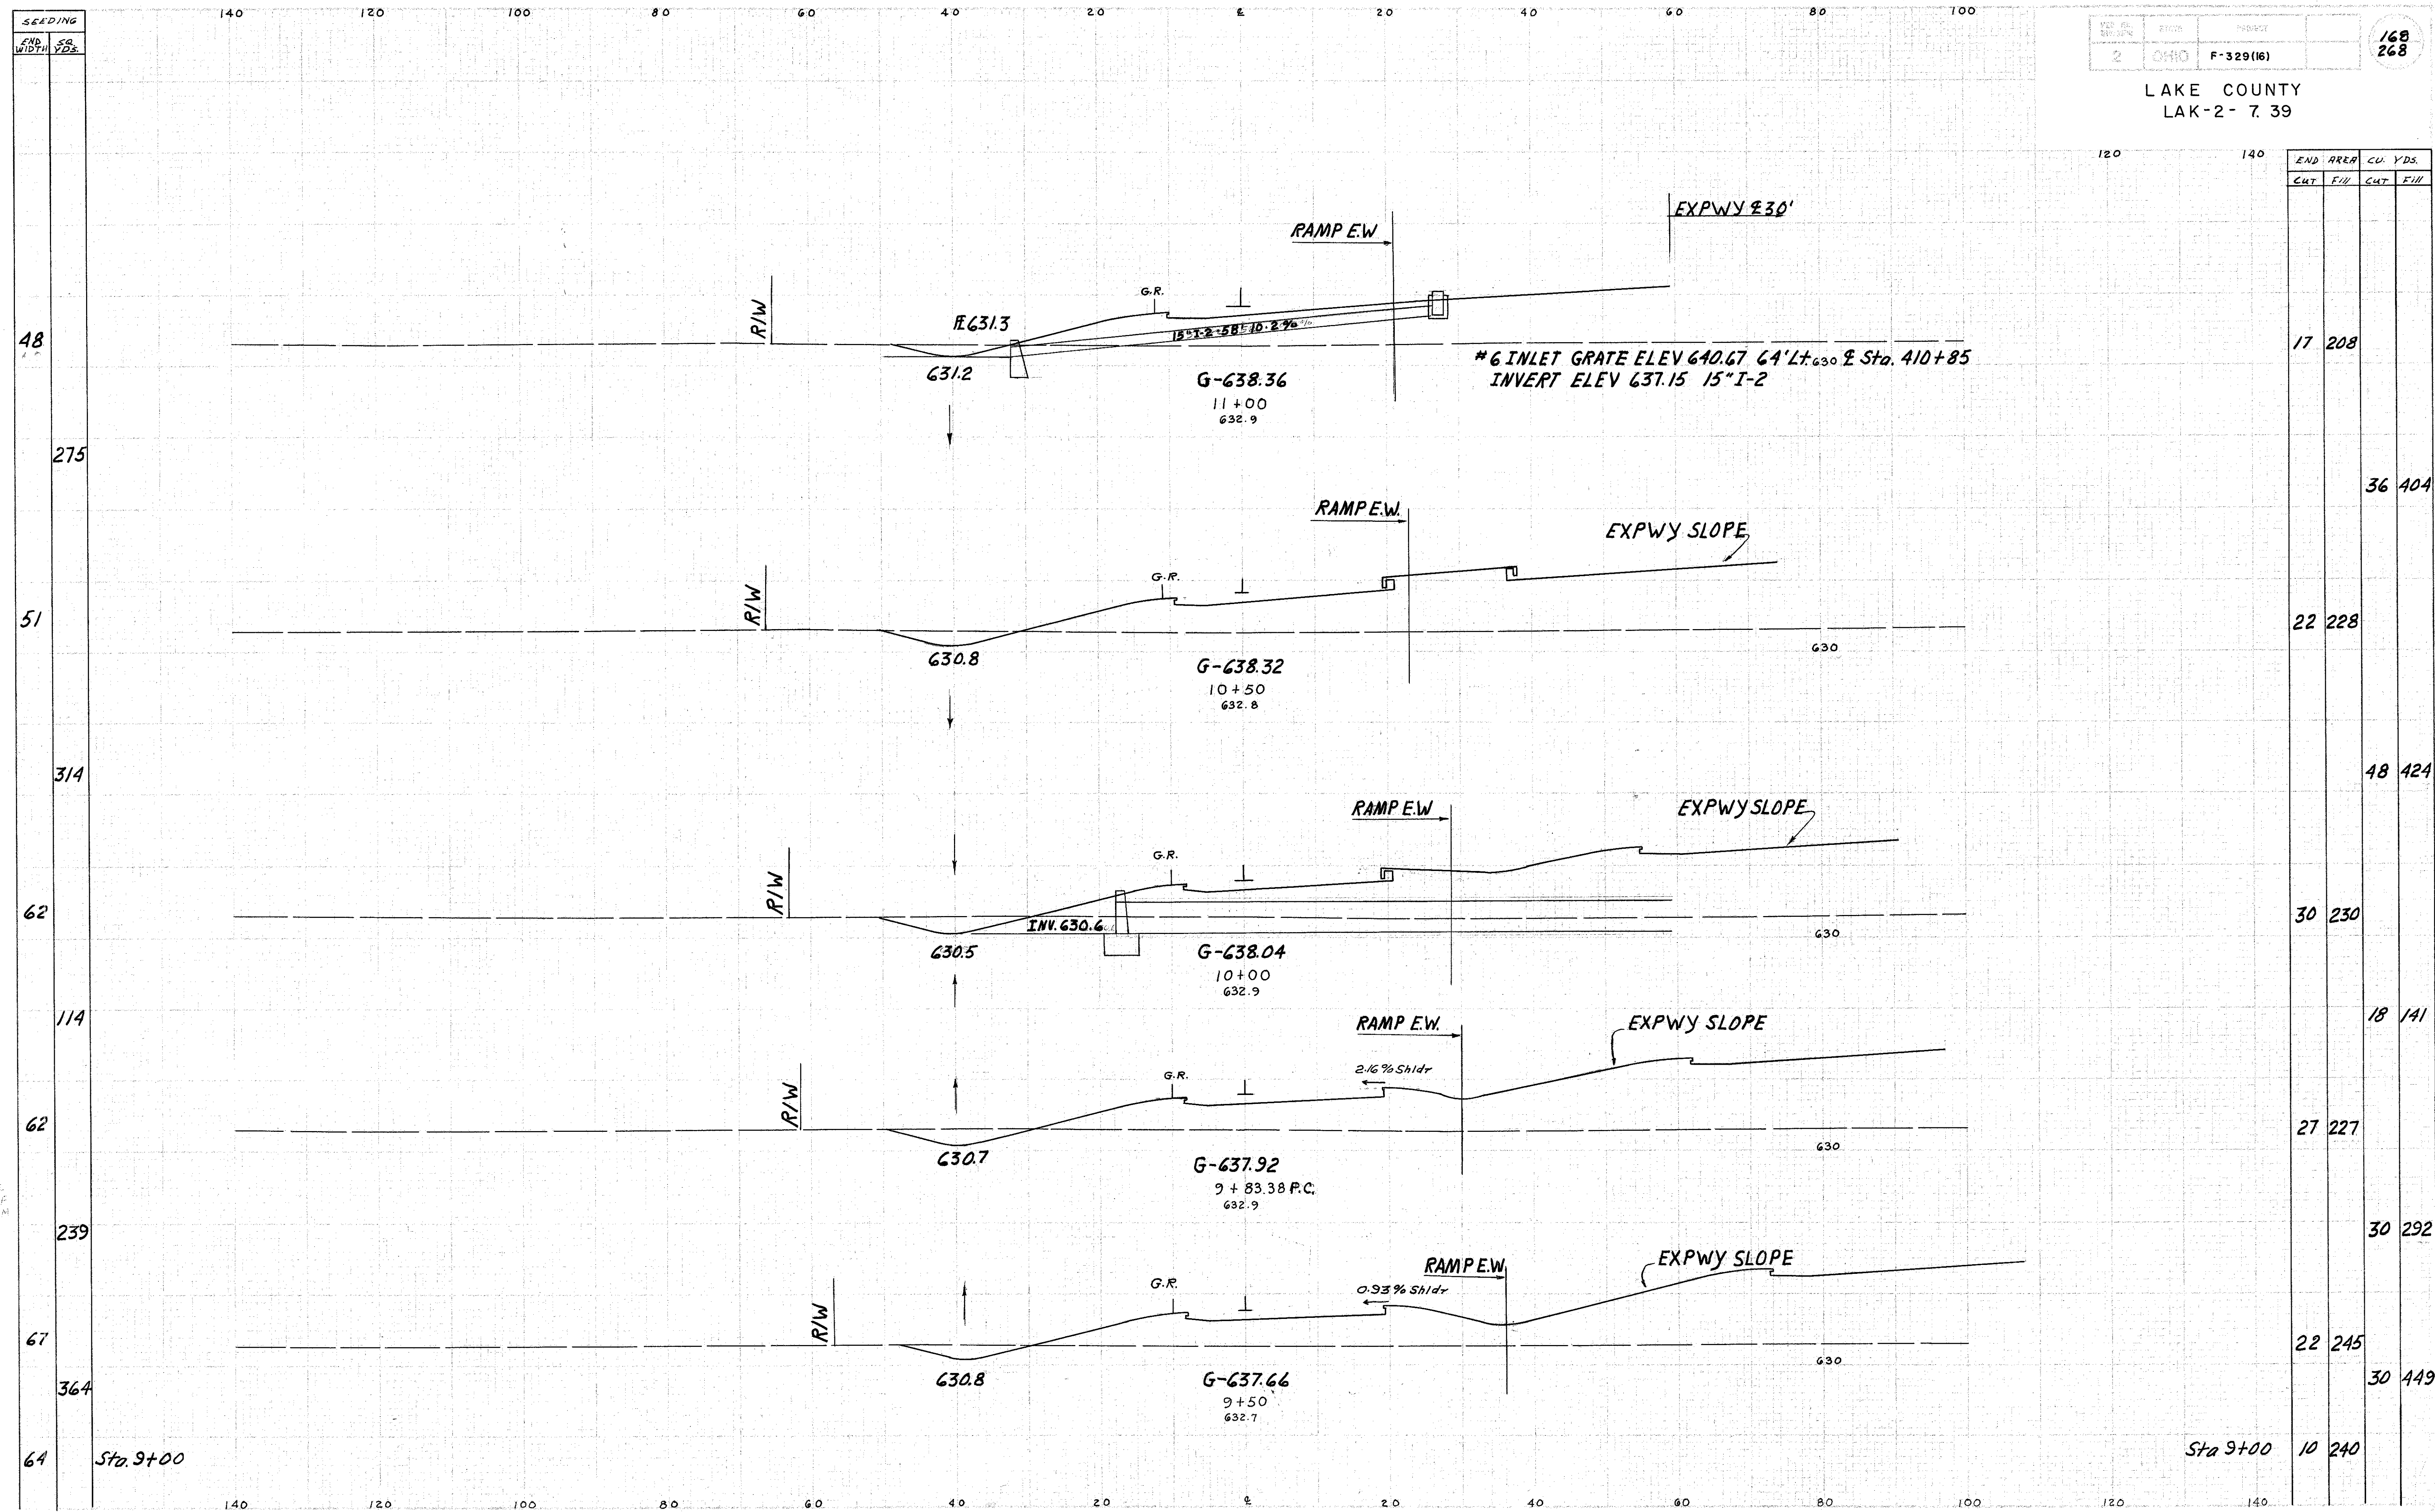 SEEDING
END WIDTH SQ. YDS.
140 120 100 80 60 40 20 ℄ 20 40 60 80 100
2 OHIO F-329(16)
168
268
LAKE COUNTY
LAK-2-7.39
120 140
END AREA CU. YDS.
CUT Fill CUT Fill
EXPWY ℄ 30'
RAMP E.W
R/W
G.R.
℄ 631.3
15" I-2-58'
48
631.2
G-638.36
11+00
632.9
#6 INLET GRATE ELEV 640.67 64' Lt. 630 ℄ Sta. 410+85
INVERT ELEV 637.15 15" I-2
17 208
275
36 404
RAMP E.W.
EXPWY SLOPE
G.R.
R/W
51
22 228
630.8
G-638.32
10+50
632.8
630
314
48 424
RAMP E.W
EXPWY SLOPE
G.R.
R/W
62
INV. 630.6
30 230
630.5
G-638.04
10+00
632.9
630
114
18 141
RAMP E.W.
EXPWY SLOPE
2.16% Shldr
G.R.
R/W
62
27 227
630.7
G-637.92
9+83.38 P.C.
632.9
630
239
30 292
RAMP E.W
EXPWY SLOPE
G.R.
0.93% Shldr
R/W
67
22 245
630.8
G-637.66
9+50
632.7
630
364
30 449
64 Sta. 9+00
Sta 9+00 10 240
140 120 100 80 60 40 20 ℄ 20 40 60 80 100 120 140